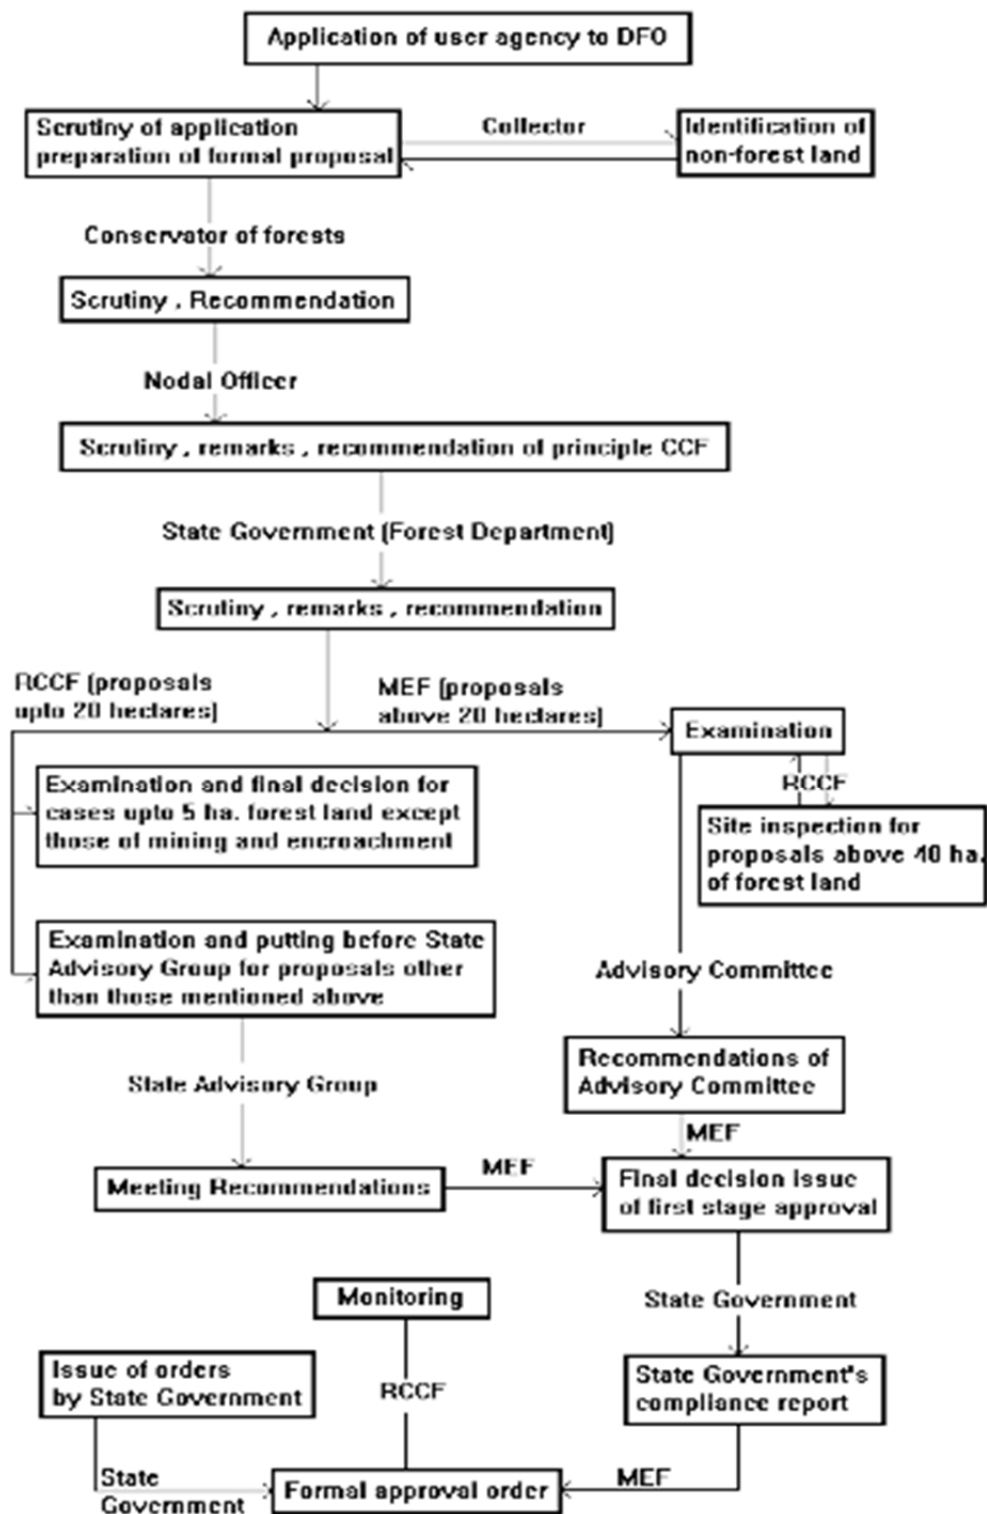 Application of user agency to DFO
Scrutiny of application
preparation of formal proposal
Collector
Identification of
non-forest land
Conservator of forests
Scrutiny , Recommendation
Nodal Officer
Scrutiny , remarks , recommendation of principle CCF
State Government (Forest Department)
Scrutiny , remarks , recommendation
RCCF (proposals
upto 20 hectares)
MEF (proposals
above 20 hectares)
Examination
Examination and final decision for
cases upto 5 ha. forest land except
those of mining and encroachment
RCCF
Site inspection for
proposals above 40 ha.
of forest land
Examination and putting before State
Advisory Group for proposals other
than those mentioned above
Advisory Committee
Recommendations of
Advisory Committee
State Advisory Group
MEF
Meeting Recommendations
MEF
Final decision issue
of first stage approval
Monitoring
State Government
Issue of orders
by State Government
RCCF
State Government's
compliance report
State
Government
Formal approval order
MEF